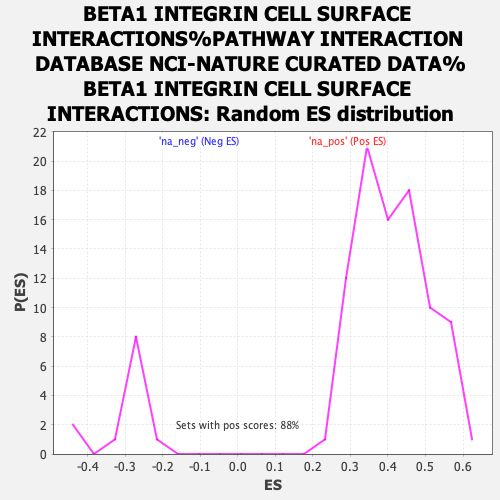 BETA1 INTEGRIN CELL SURFACE
INTERACTIONS%PATHWAY INTERACTION
DATABASE NCI-NATURE CURATED DATA%
BETA1 INTEGRIN CELL SURFACE
INTERACTIONS: Random ES distribution
'na_neg' (Neg ES) 'na_pos' (Pos ES)
P(ES)
22
20
18
16
14
12
10
8
6
4
2
0
Sets with pos scores: 88%
-0.4 -0.3 -0.2 -0.1 0.0 0.1 0.2 0.3 0.4 0.5 0.6
ES